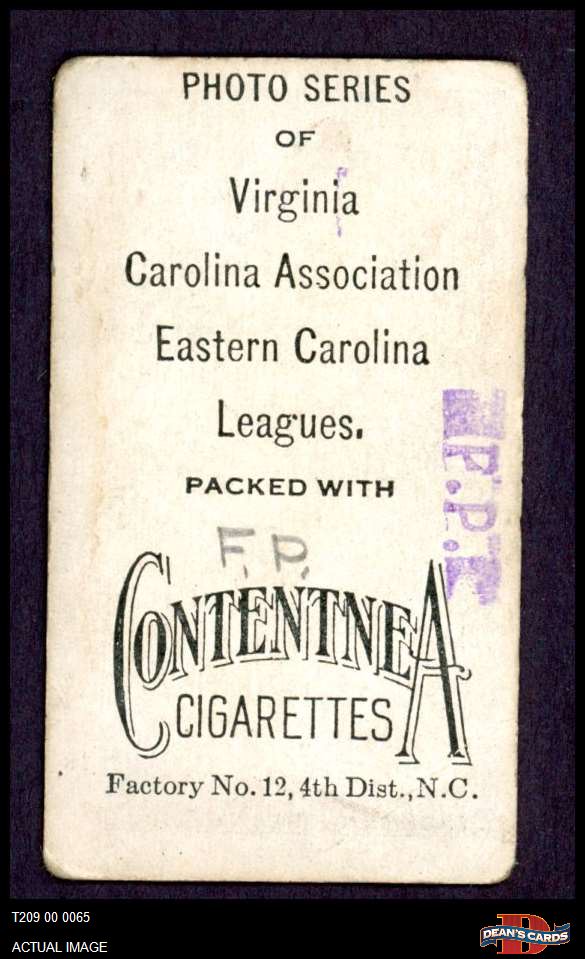 PHOTO SERIES
OF
Virginia
Carolina Association
Eastern Carolina
Leagues.
PACKED WITH
F.P.
F.P.
CONTENTNEA
CIGARETTES
Factory No. 12, 4th Dist., N.C.
T209 00 0065
ACTUAL IMAGE
D
DEAN'S CARDS